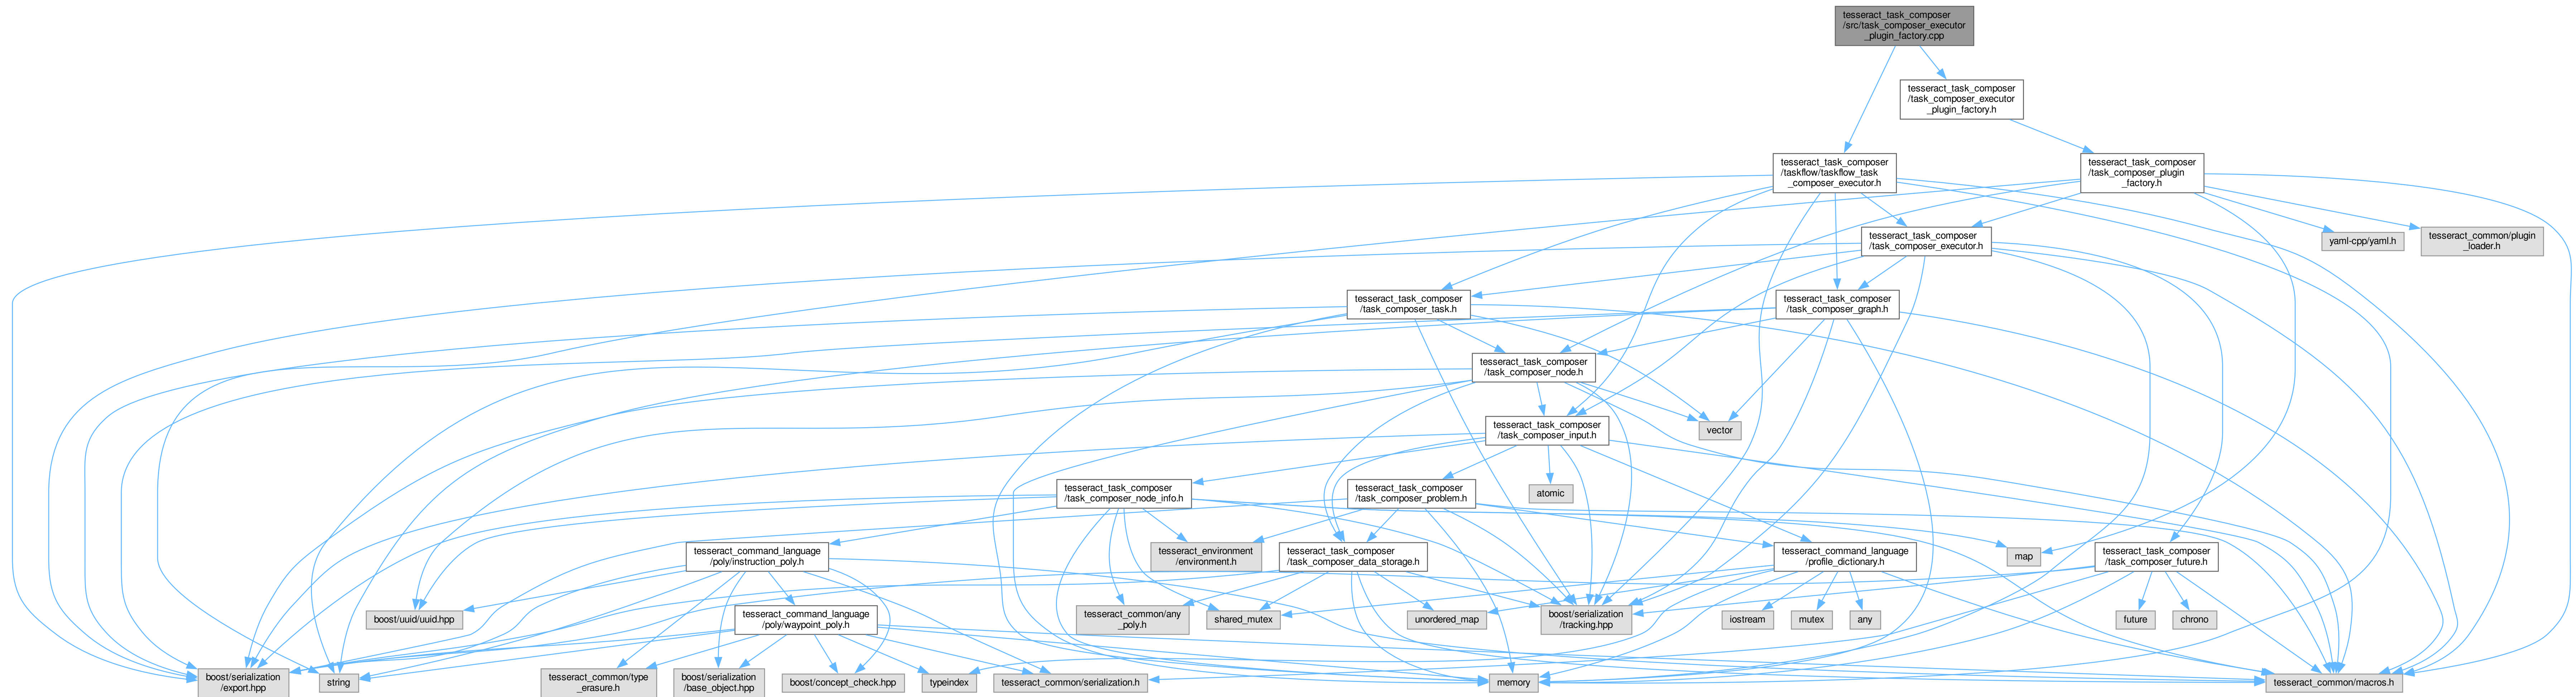 tesseract_task_composer
/src/task_composer_executor
_plugin_factory.cpp
tesseract_task_composer
/task_composer_executor
_plugin_factory.h
tesseract_task_composer
/taskflow/taskflow_task
_composer_executor.h
tesseract_task_composer
/task_composer_plugin
_factory.h
tesseract_task_composer
/task_composer_executor.h
yaml-cpp/yaml.h
tesseract_common/plugin
_loader.h
tesseract_task_composer
/task_composer_task.h
tesseract_task_composer
/task_composer_graph.h
tesseract_task_composer
/task_composer_node.h
tesseract_task_composer
/task_composer_input.h
vector
tesseract_task_composer
/task_composer_node_info.h
tesseract_task_composer
/task_composer_problem.h
atomic
tesseract_command_language
/poly/instruction_poly.h
tesseract_environment
/environment.h
tesseract_task_composer
/task_composer_data_storage.h
tesseract_command_language
/profile_dictionary.h
map
tesseract_task_composer
/task_composer_future.h
boost/uuid/uuid.hpp
tesseract_command_language
/poly/waypoint_poly.h
tesseract_common/any
_poly.h
shared_mutex
unordered_map
boost/serialization
/tracking.hpp
iostream
mutex
any
future
chrono
boost/serialization
/export.hpp
string
tesseract_common/type
_erasure.h
boost/serialization
/base_object.hpp
boost/concept_check.hpp
typeindex
tesseract_common/serialization.h
memory
tesseract_common/macros.h